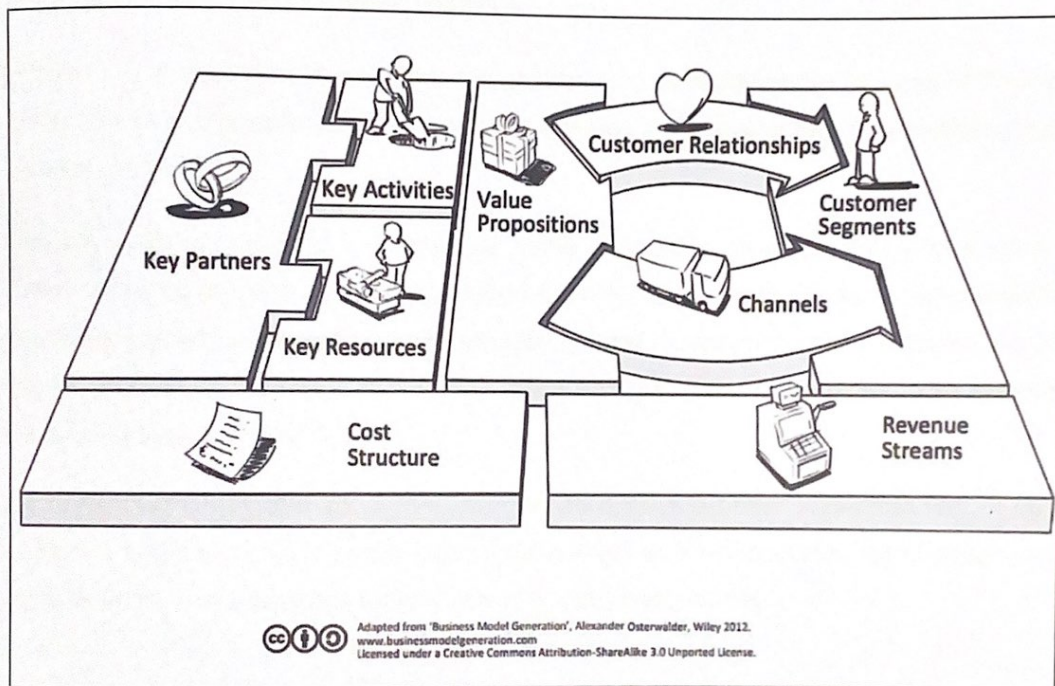 Key Partners
Key Activities
Key Resources
Value
Propositions
Customer Relationships
Channels
Customer
Segments
Cost
Structure
Revenue
Streams
cc
Adapted from 'Business Model Generation', Alexander Osterwalder, Wiley 2012.
www.businessmodelgeneration.com
Licensed under a Creative Commons Attribution-ShareAlike 3.0 Unported License.